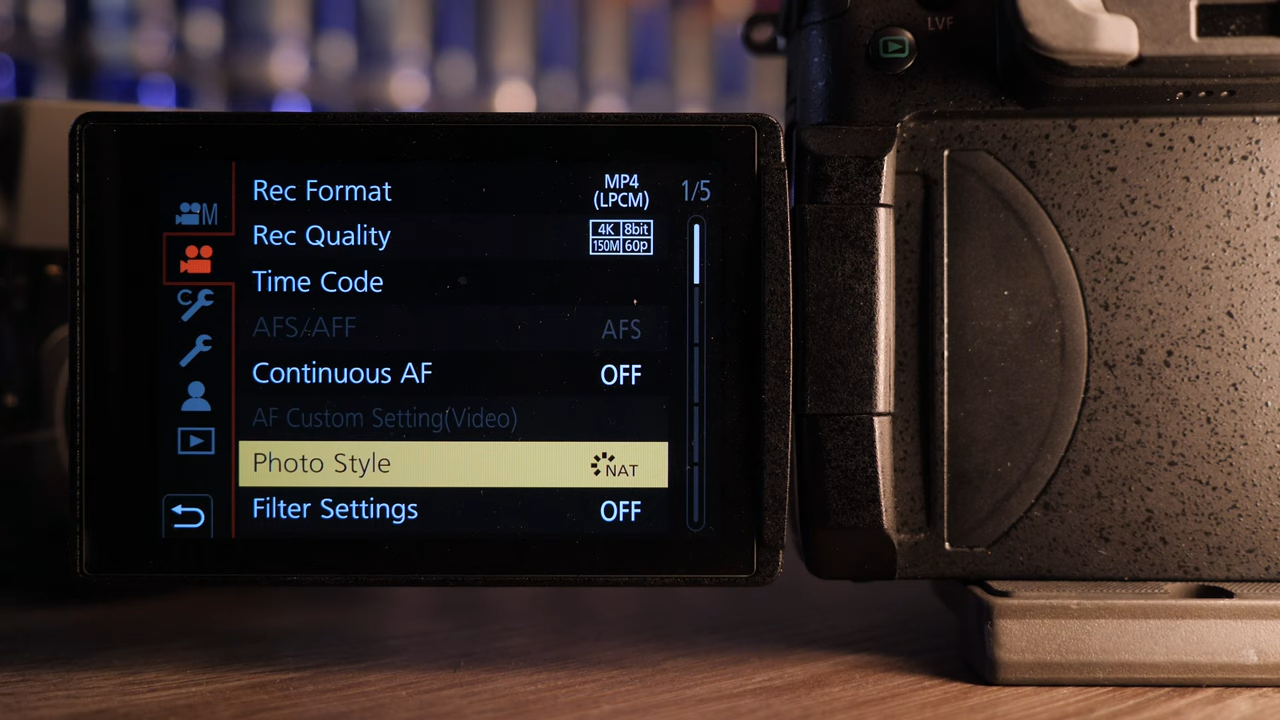 LVF
Rec Format MP4 (LPCM) 1/5
M
Rec Quality 4K 8bit 150M 60p
Time Code
C
AFS/AFF AFS
Continuous AF OFF
AF Custom Setting(Video)
Photo Style NAT
Filter Settings OFF